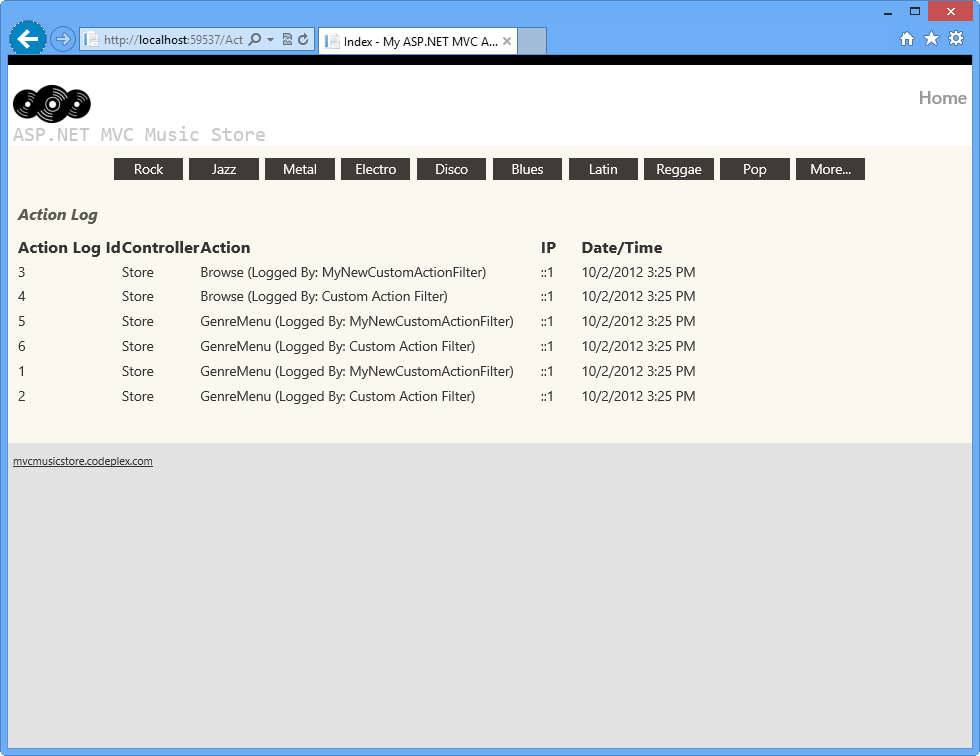 http://localhost:59537/Act
Index - My ASP.NET MVC A...
Home
ASP.NET MVC Music Store
Rock Jazz Metal Electro Disco Blues Latin Reggae Pop More...
Action Log
Action Log Id Controller Action IP Date/Time
3 Store Browse (Logged By: MyNewCustomActionFilter) ::1 10/2/2012 3:25 PM
4 Store Browse (Logged By: Custom Action Filter) ::1 10/2/2012 3:25 PM
5 Store GenreMenu (Logged By: MyNewCustomActionFilter) ::1 10/2/2012 3:25 PM
6 Store GenreMenu (Logged By: Custom Action Filter) ::1 10/2/2012 3:25 PM
1 Store GenreMenu (Logged By: MyNewCustomActionFilter) ::1 10/2/2012 3:25 PM
2 Store GenreMenu (Logged By: Custom Action Filter) ::1 10/2/2012 3:25 PM
mvcmusicstore.codeplex.com